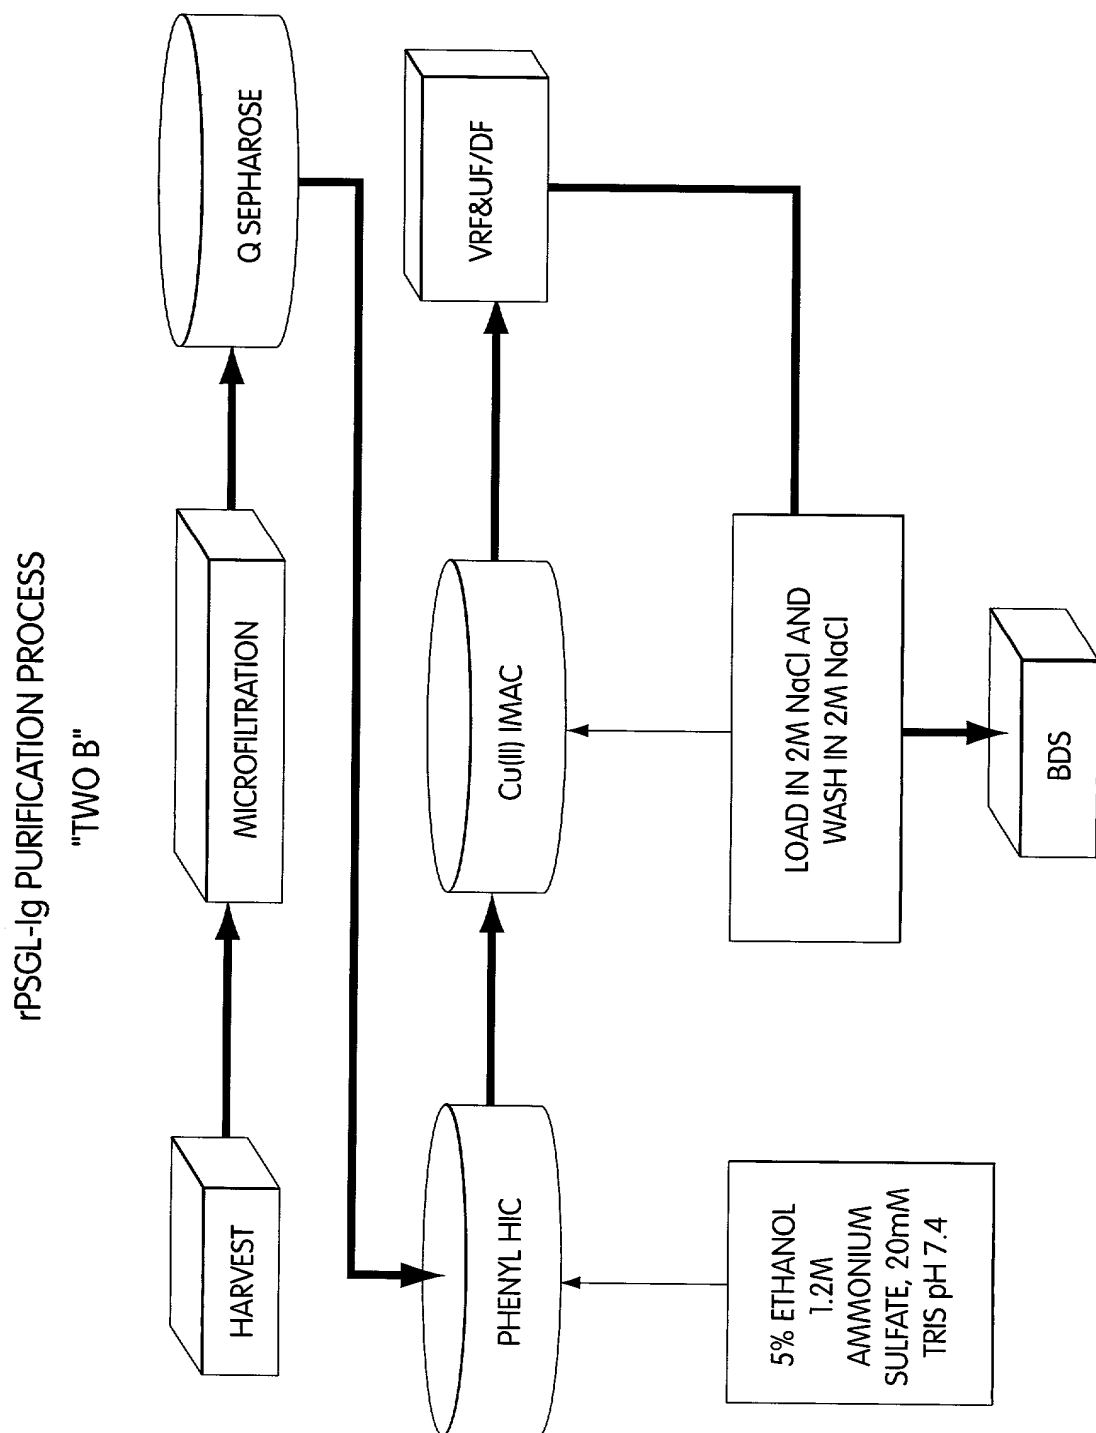 rPSGL-Ig PURIFICATION PROCESS
"TWO B"
HARVEST
MICROFILTRATION
Q SEPHAROSE
PHENYL HIC
Cu(II) IMAC
VRF&UF/DF
5% ETHANOL
1.2M
AMMONIUM
SULFATE, 20mM
TRIS pH 7.4
LOAD IN 2M NaCl AND
WASH IN 2M NaCl
BDS